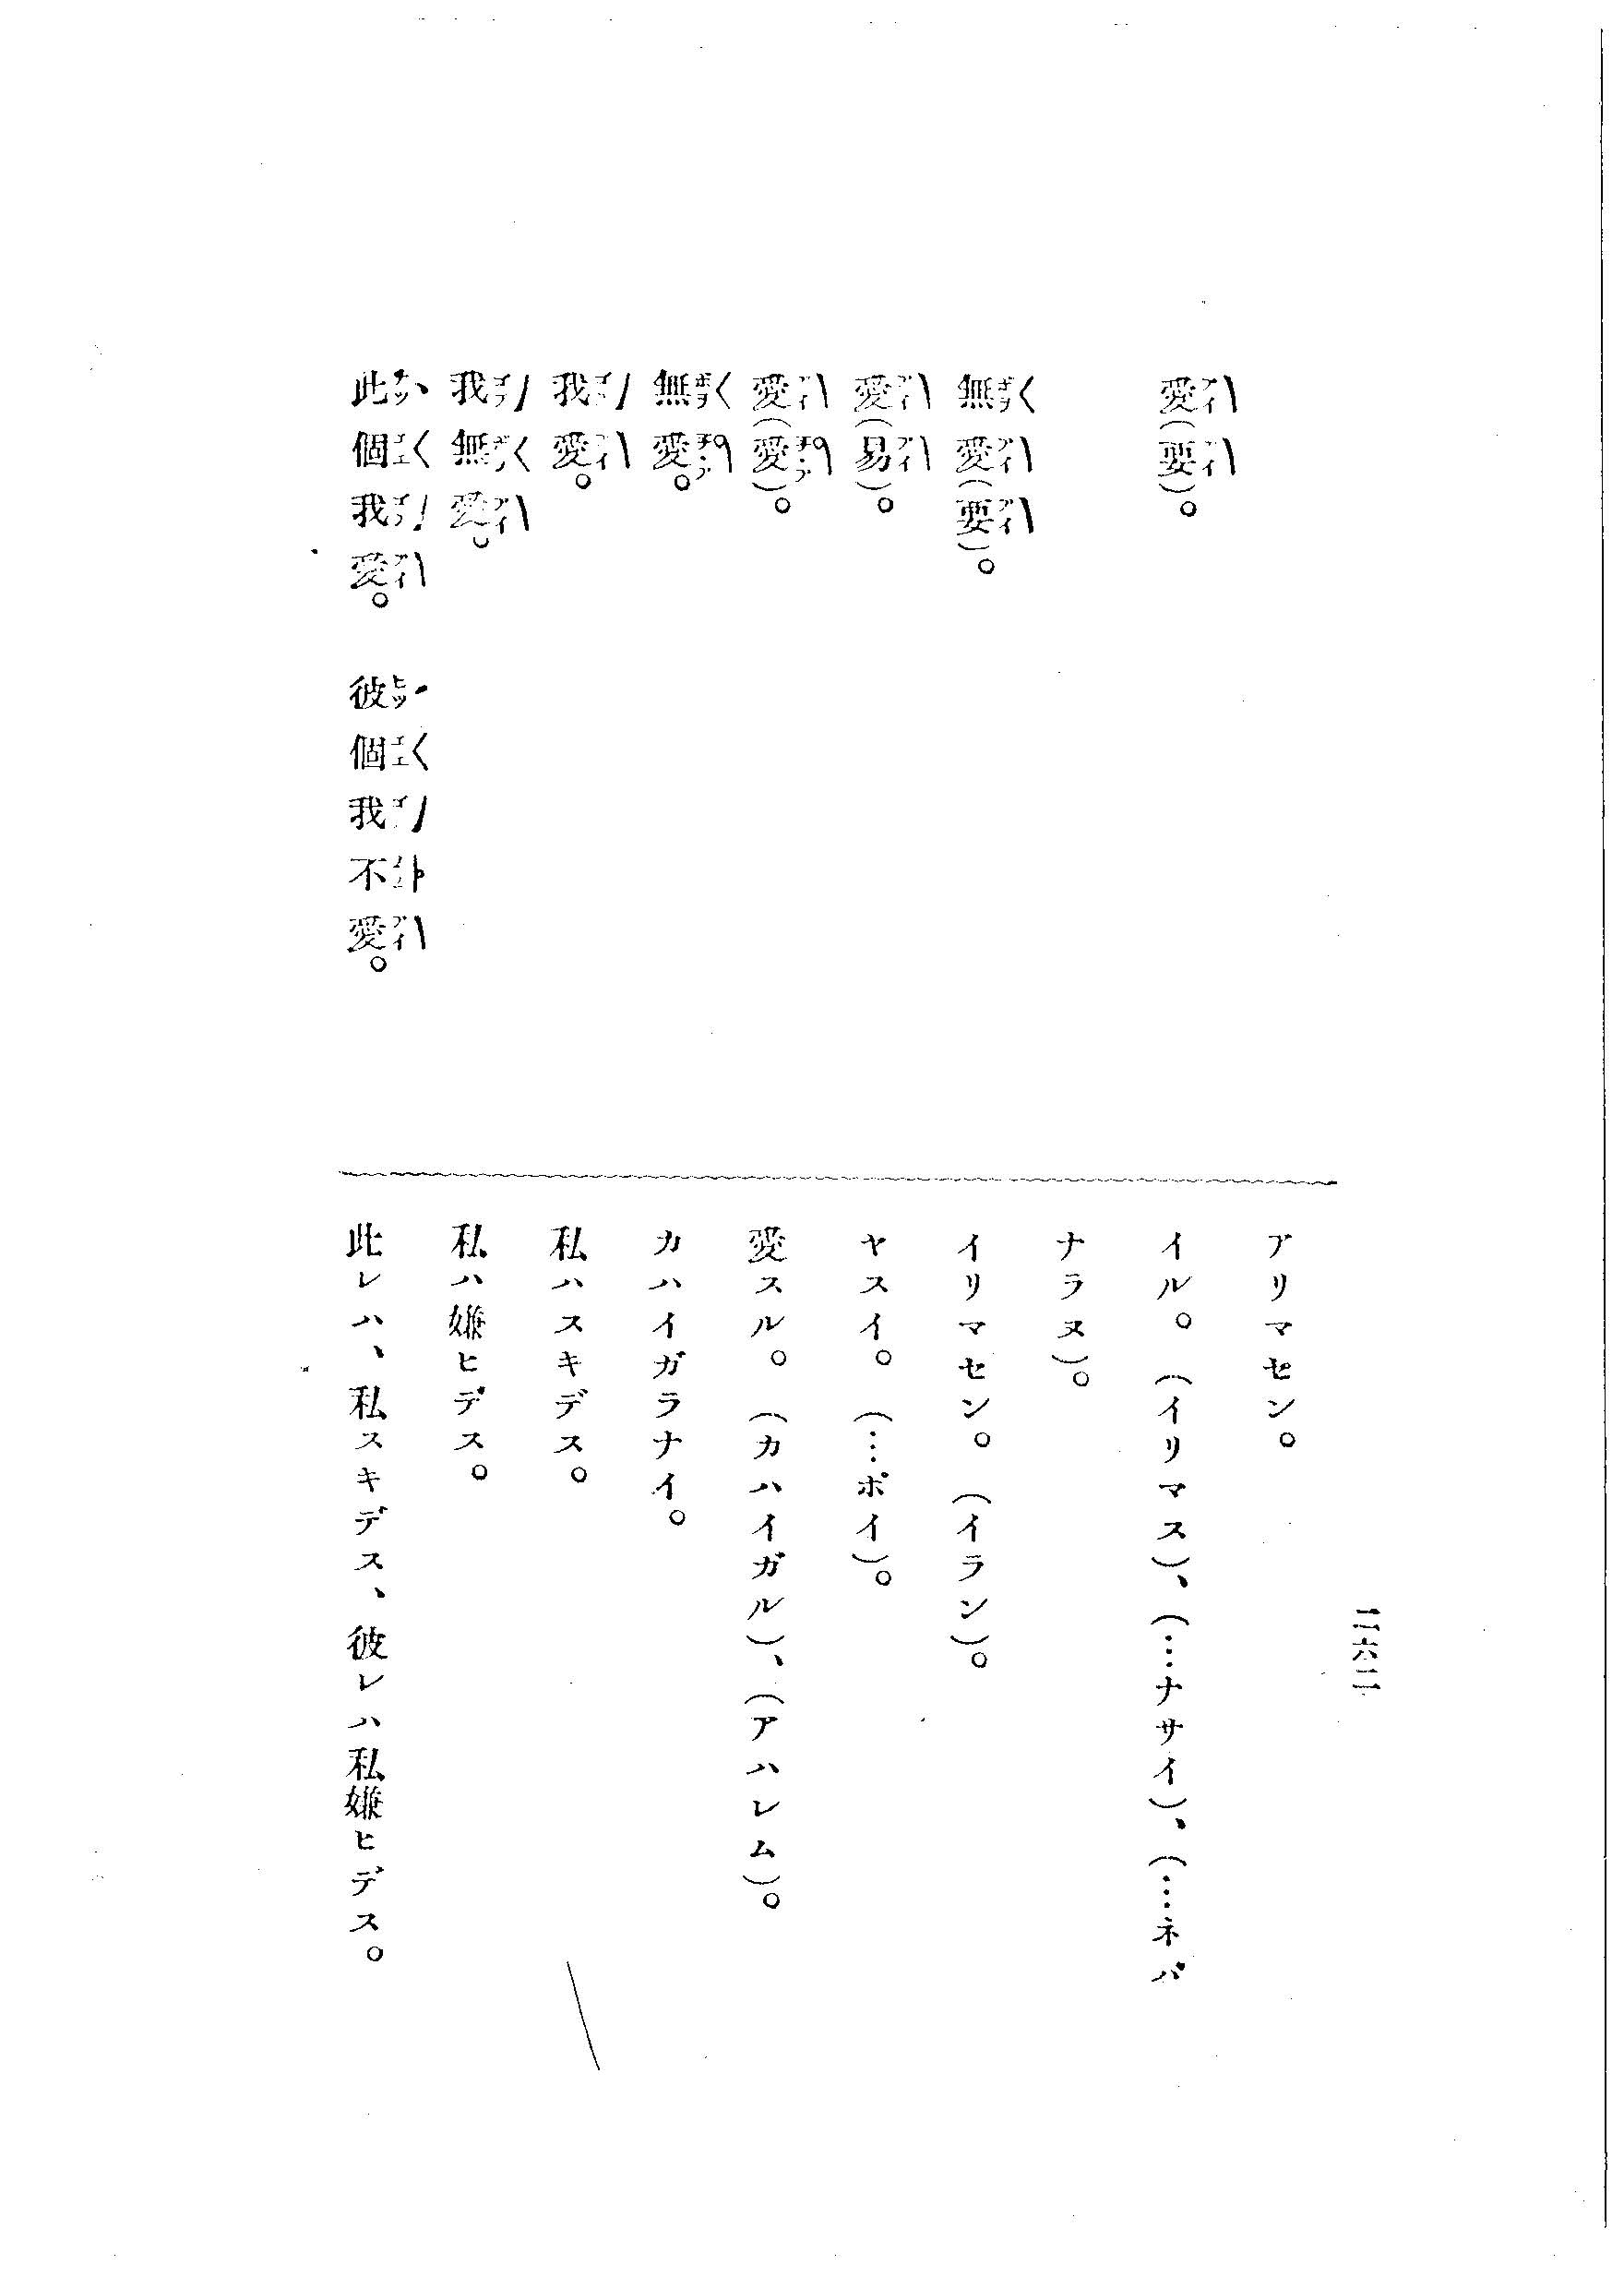 二六二
アリマセン。
愛(要)。
イル。(イリマス)、(…ナサイ)、(…ネバ
ナラヌ)。
無愛(要)。
イリマセン。(イラン)。
愛(易)。
ヤスイ。(…ポイ)。
愛(愛)。
愛スル。(カハイガル)、(アハレム)。
無愛。
カハイガラナイ。
我愛。
私ハスキデス。
我無愛。
私ハ嫌ヒデス。
此個我愛。 彼個我不愛。
此レハ、私スキデス、彼レハ私嫌ヒデス。